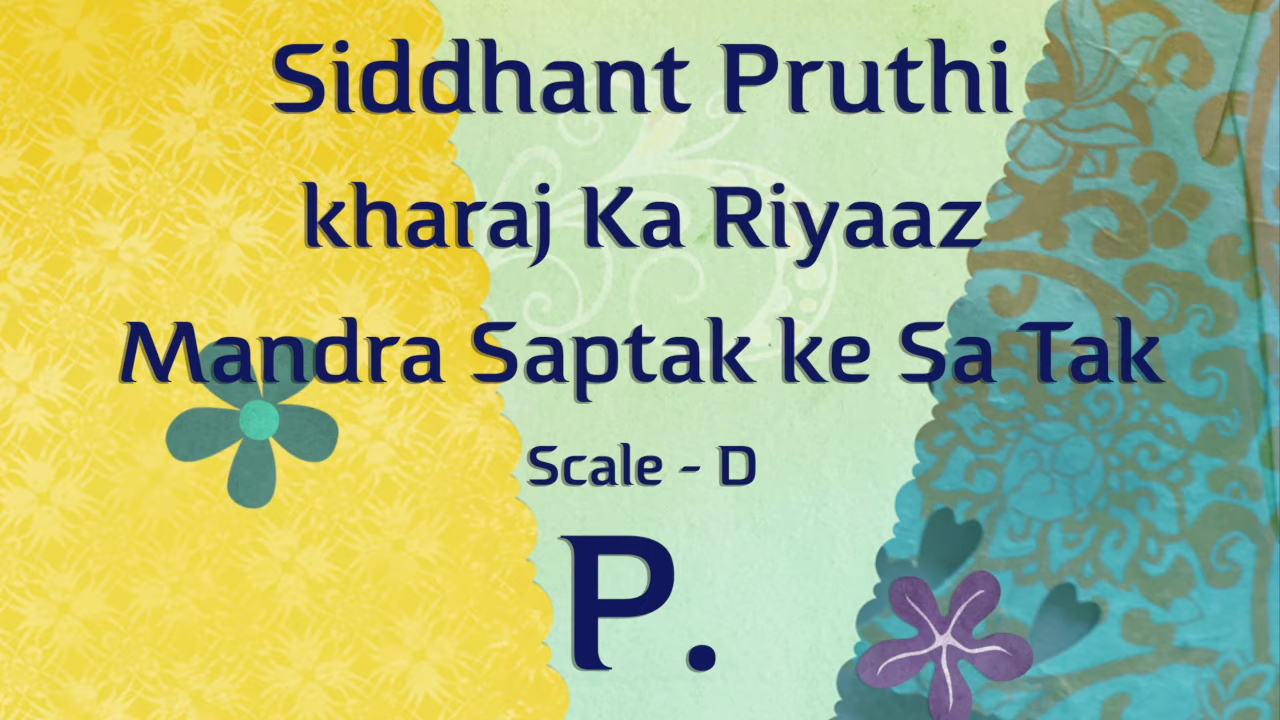 Siddhant Pruthi
kharaj Ka Riyaaz
Mandra Saptak ke Sa Tak
Scale - D
P.